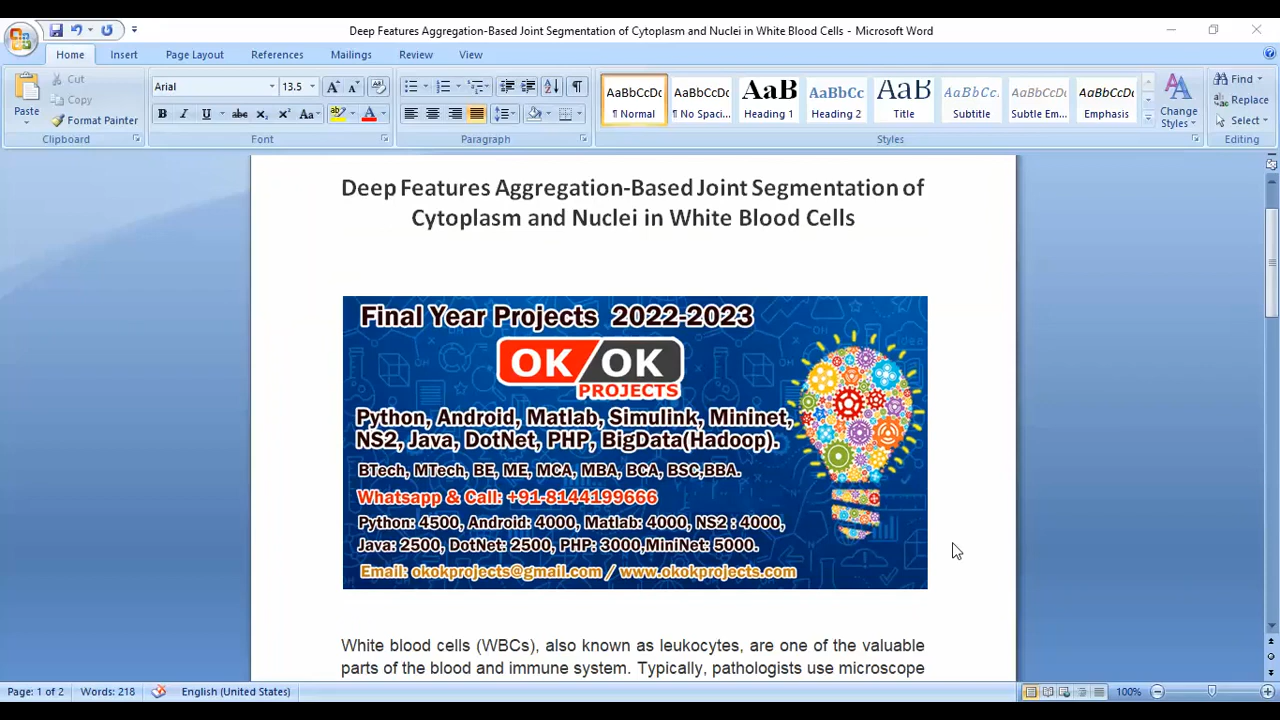 Deep Features Aggregation-Based Joint Segmentation of Cytoplasm and Nuclei in White Blood Cells - Microsoft Word
Home Insert Page Layout References Mailings Review View
Paste
Cut
Copy
Format Painter
Clipboard
Arial 13.5
Font
Paragraph
AaBbCcDc AaBbCcDc AaB AaBbCc AaB AaBbCc. AaBbCcDc AaBbCcDc
¶ Normal ¶ No Spaci... Heading 1 Heading 2 Title Subtitle Subtle Em... Emphasis
Change Styles
Styles
Find
Replace
Select
Editing
Deep Features Aggregation-Based Joint Segmentation of
Cytoplasm and Nuclei in White Blood Cells
Final Year Projects 2022-2023
OK/OK
PROJECTS
Python, Android, Matlab, Simulink, Mininet,
NS2, Java, DotNet, PHP, BigData(Hadoop).
BTech, MTech, BE, ME, MCA, MBA, BCA, BSC,BBA.
Whatsapp & Call: +91-8144199666
Python: 4500, Android: 4000, Matlab: 4000, NS2 : 4000,
Java: 2500, DotNet: 2500, PHP: 3000,MiniNet: 5000.
Email: okokprojects@gmail.com / www.okokprojects.com
White blood cells (WBCs), also known as leukocytes, are one of the valuable
parts of the blood and immune system. Typically, pathologists use microscope
Page: 1 of 2 Words: 218 English (United States) 100%